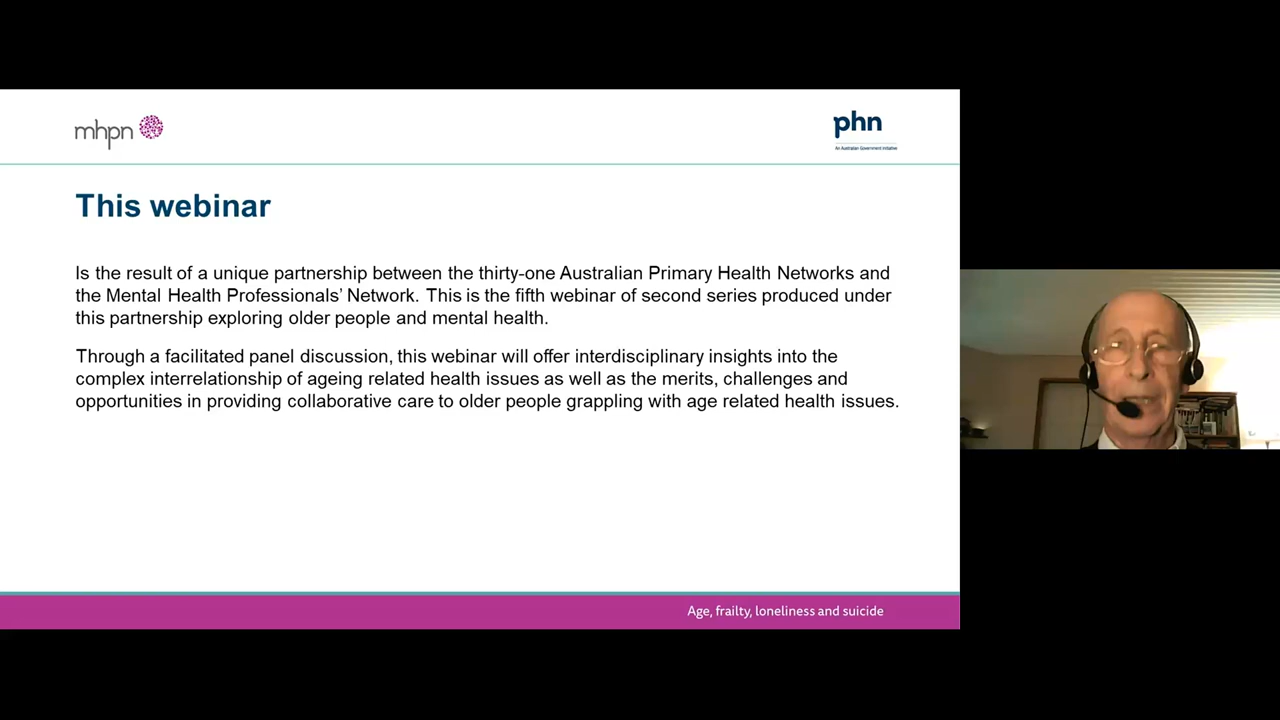 mhpn
phn
An Australian Government Initiative
This webinar
Is the result of a unique partnership between the thirty-one Australian Primary Health Networks and
the Mental Health Professionals’ Network. This is the fifth webinar of second series produced under
this partnership exploring older people and mental health.
Through a facilitated panel discussion, this webinar will offer interdisciplinary insights into the
complex interrelationship of ageing related health issues as well as the merits, challenges and
opportunities in providing collaborative care to older people grappling with age related health issues.
Age, frailty, loneliness and suicide